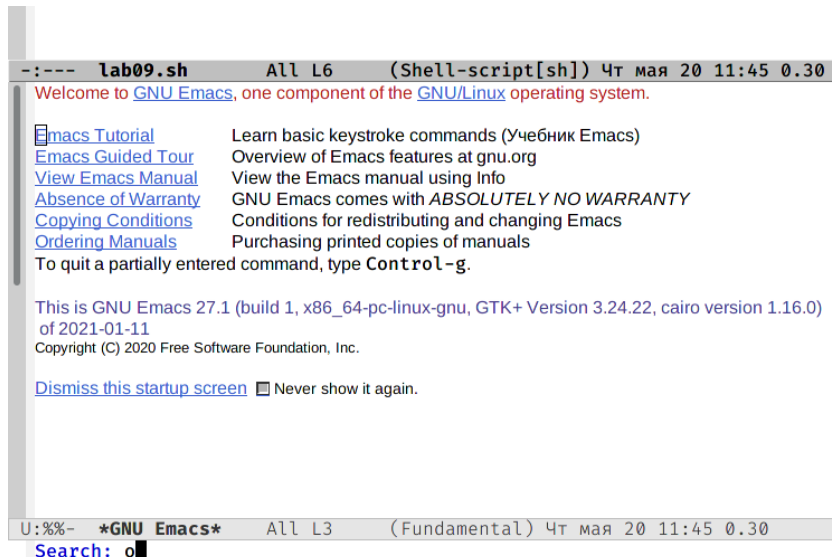 -:--- lab09.sh All L6 (Shell-script[sh]) Чт мая 20 11:45 0.30
Welcome to GNU Emacs, one component of the GNU/Linux operating system.
Emacs Tutorial Learn basic keystroke commands (Учебник Emacs)
Emacs Guided Tour Overview of Emacs features at gnu.org
View Emacs Manual View the Emacs manual using Info
Absence of Warranty GNU Emacs comes with ABSOLUTELY NO WARRANTY
Copying Conditions Conditions for redistributing and changing Emacs
Ordering Manuals Purchasing printed copies of manuals
To quit a partially entered command, type Control-g.
This is GNU Emacs 27.1 (build 1, x86_64-pc-linux-gnu, GTK+ Version 3.24.22, cairo version 1.16.0)
of 2021-01-11
Copyright (C) 2020 Free Software Foundation, Inc.
Dismiss this startup screen Never show it again.
U:%%- *GNU Emacs* All L3 (Fundamental) Чт мая 20 11:45 0.30
Search: o